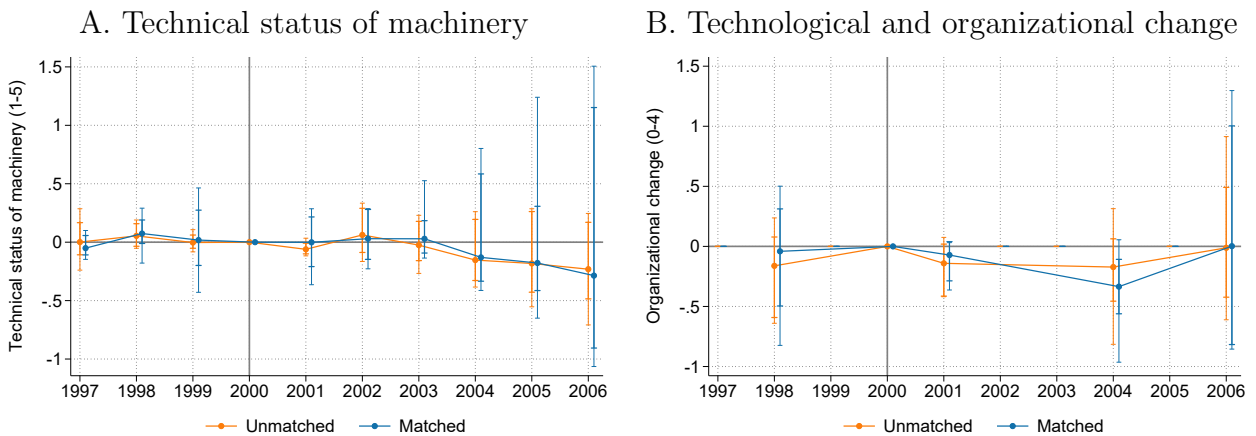 A. Technical status of machinery
Technical status of machinery (1-5)
1.5
1
.5
0
-.5
-1
1997 1998 1999 2000 2001 2002 2003 2004 2005 2006
Unmatched Matched
B. Technological and organizational change
Organizational change (0-4)
1.5
1
.5
0
-.5
-1
1997 1998 1999 2000 2001 2002 2003 2004 2005 2006
Unmatched Matched